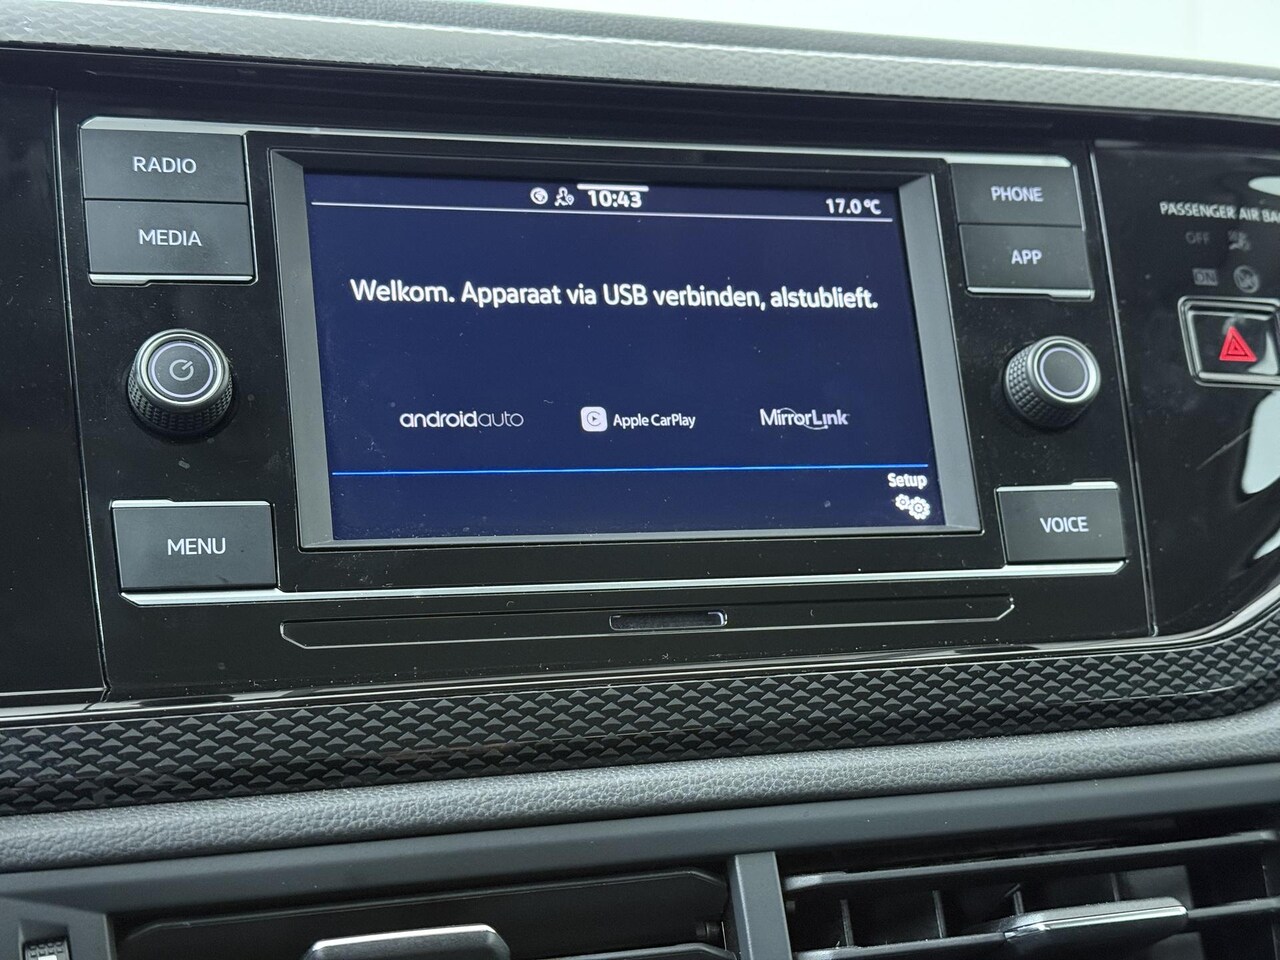 RADIO
MEDIA
MENU
10:43
17.0°C
Welkom. Apparaat via USB verbinden, alstublieft.
androidauto
Apple CarPlay
MirrorLink
Setup
PHONE
APP
VOICE
PASSENGER AIR BA
OFF
ON